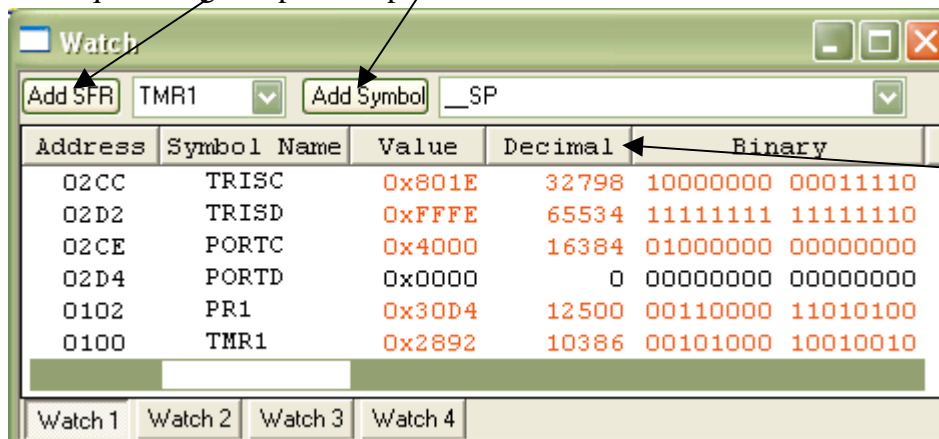 Watch
Add SFR TMR1 Add Symbol __SP
Address Symbol Name Value Decimal Binary
02CC TRISC 0x801E 32798 10000000 00011110
02D2 TRISD 0xFFFE 65534 11111111 11111110
02CE PORTC 0x4000 16384 01000000 00000000
02D4 PORTD 0x0000 0 00000000 00000000
0102 PR1 0x30D4 12500 00110000 11010100
0100 TMR1 0x2892 10386 00101000 10010010
Watch 1 Watch 2 Watch 3 Watch 4